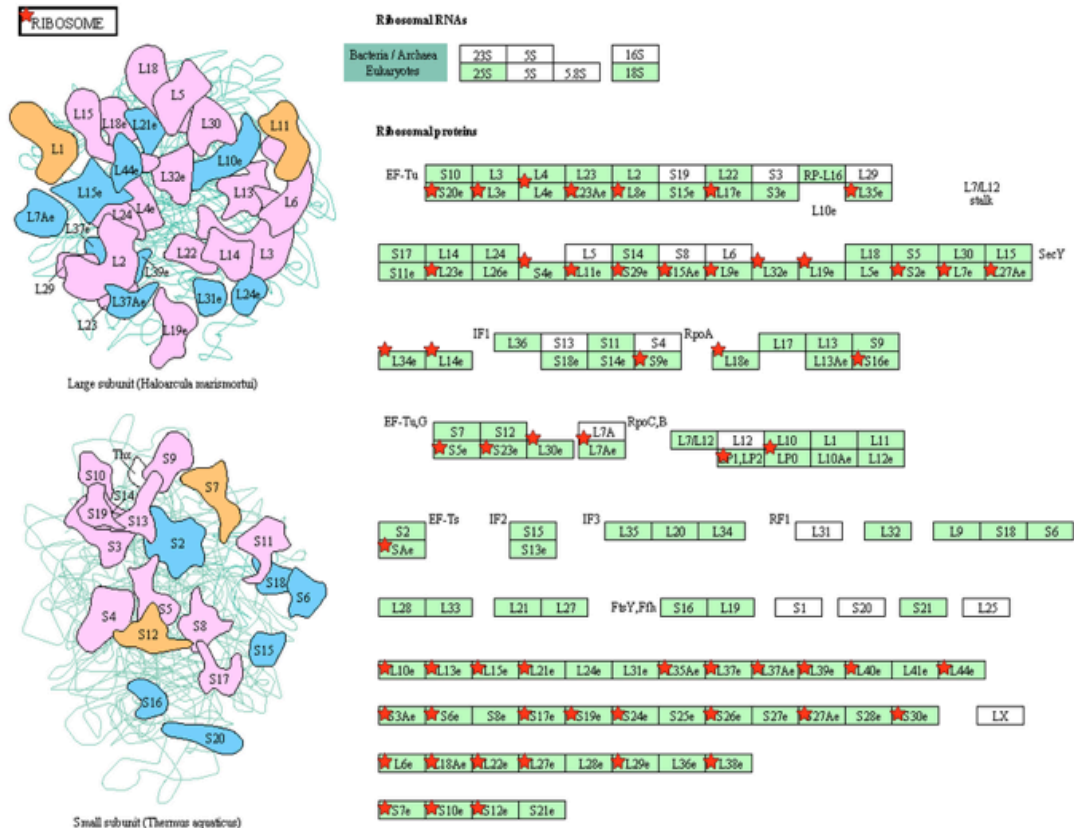 RIBOSOME
L18
L5
L15
L18e
L21e
L30
L11
L1
L44e
L32e
L10e
L15e
L13
L6
L7Ae
L24
L4e
L37e
L2
L22
L14
L3
L39e
L29
L37Ae
L31e
L24e
L23
L19e
Large subunit (Haloarcula marismortui)
S9
Thx
S10
S14
S7
S19
S13
S3
S2
S11
S18
S6
S4
S5
S12
S8
S15
S17
S16
S20
Small subunit (Thermus aquaticus)
Ribosomal RNAs
Bacteria / Archaea 23S 5S 16S
Eukaryotes 25S 5S 5.8S 18S
Ribosomal proteins
EF-Tu S10 L3 L4 L23 L2 S19 L22 S3 RP-L16 L29
S20e L3e L4e L23Ae L8e S15e L17e S3e L10e L35e
L7/L12
stalk
S17 L14 L24 L5 S14 S8 L6 L18 S5 L30 L15 SecY
S11e L23e L26e S4e L11e S29e S15Ae L9e L32e L19e L5e S2e L7e L27Ae
IF1 L36 S13 S11 S4 RpoA L17 L13 S9
L34e L14e S18e S14e S9e L18e L13Ae S16e
EF-Tu,G S7 S12 L7A RpoC,B L7/L12 L12 L10 L1 L11
S5e S23e L30e L7Ae LP1,LP2 LP0 L10Ae L12e
S2 EF-Ts IF2 S15 IF3 L35 L20 L34 RF1 L31 L32 L9 S18 S6
SAe S13e
L28 L33 L21 L27 FtsY,Ffh S16 L19 S1 S20 S21 L25
L10e L13e L15e L21e L24e L31e L35Ae L37e L37Ae L39e L40e L41e L44e
S3Ae S6e S8e S17e S19e S24e S25e S26e S27e S27Ae S28e S30e LX
L6e L18Ae L22e L27e L28e L29e L36e L38e
S7e S10e S12e S21e